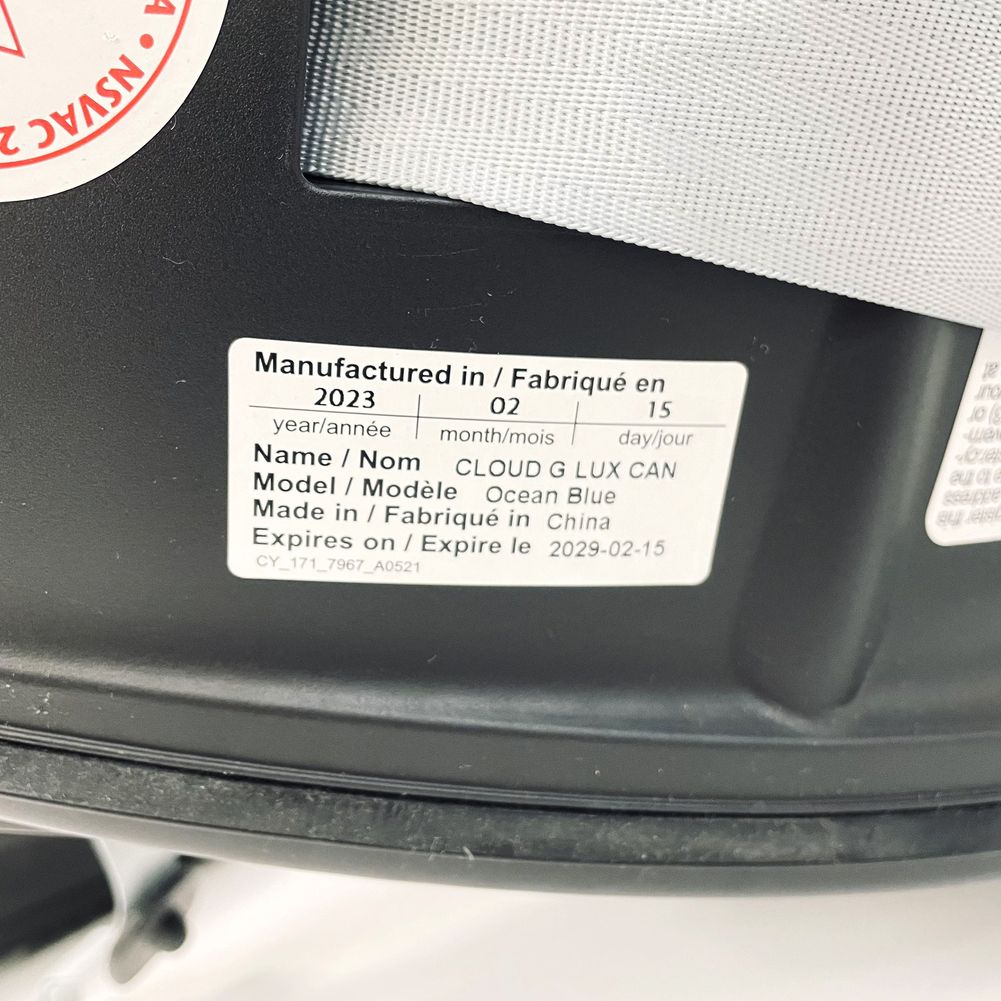 A • NSVAC 2
Manufactured in / Fabriqué en
2023 02 15
year/année month/mois day/jour
Name / Nom CLOUD G LUX CAN
Model / Modèle Ocean Blue
Made in / Fabriqué in China
Expires on / Expire le 2029-02-15
CY_171_7967_A0521